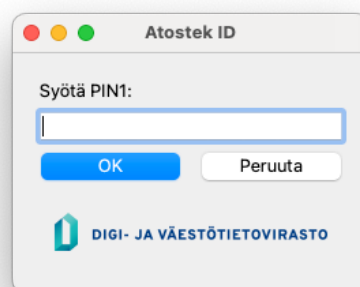 Atostek ID
Syötä PIN1:
OK Peruuta
DIGI- JA VÄESTÖTIETOVIRASTO